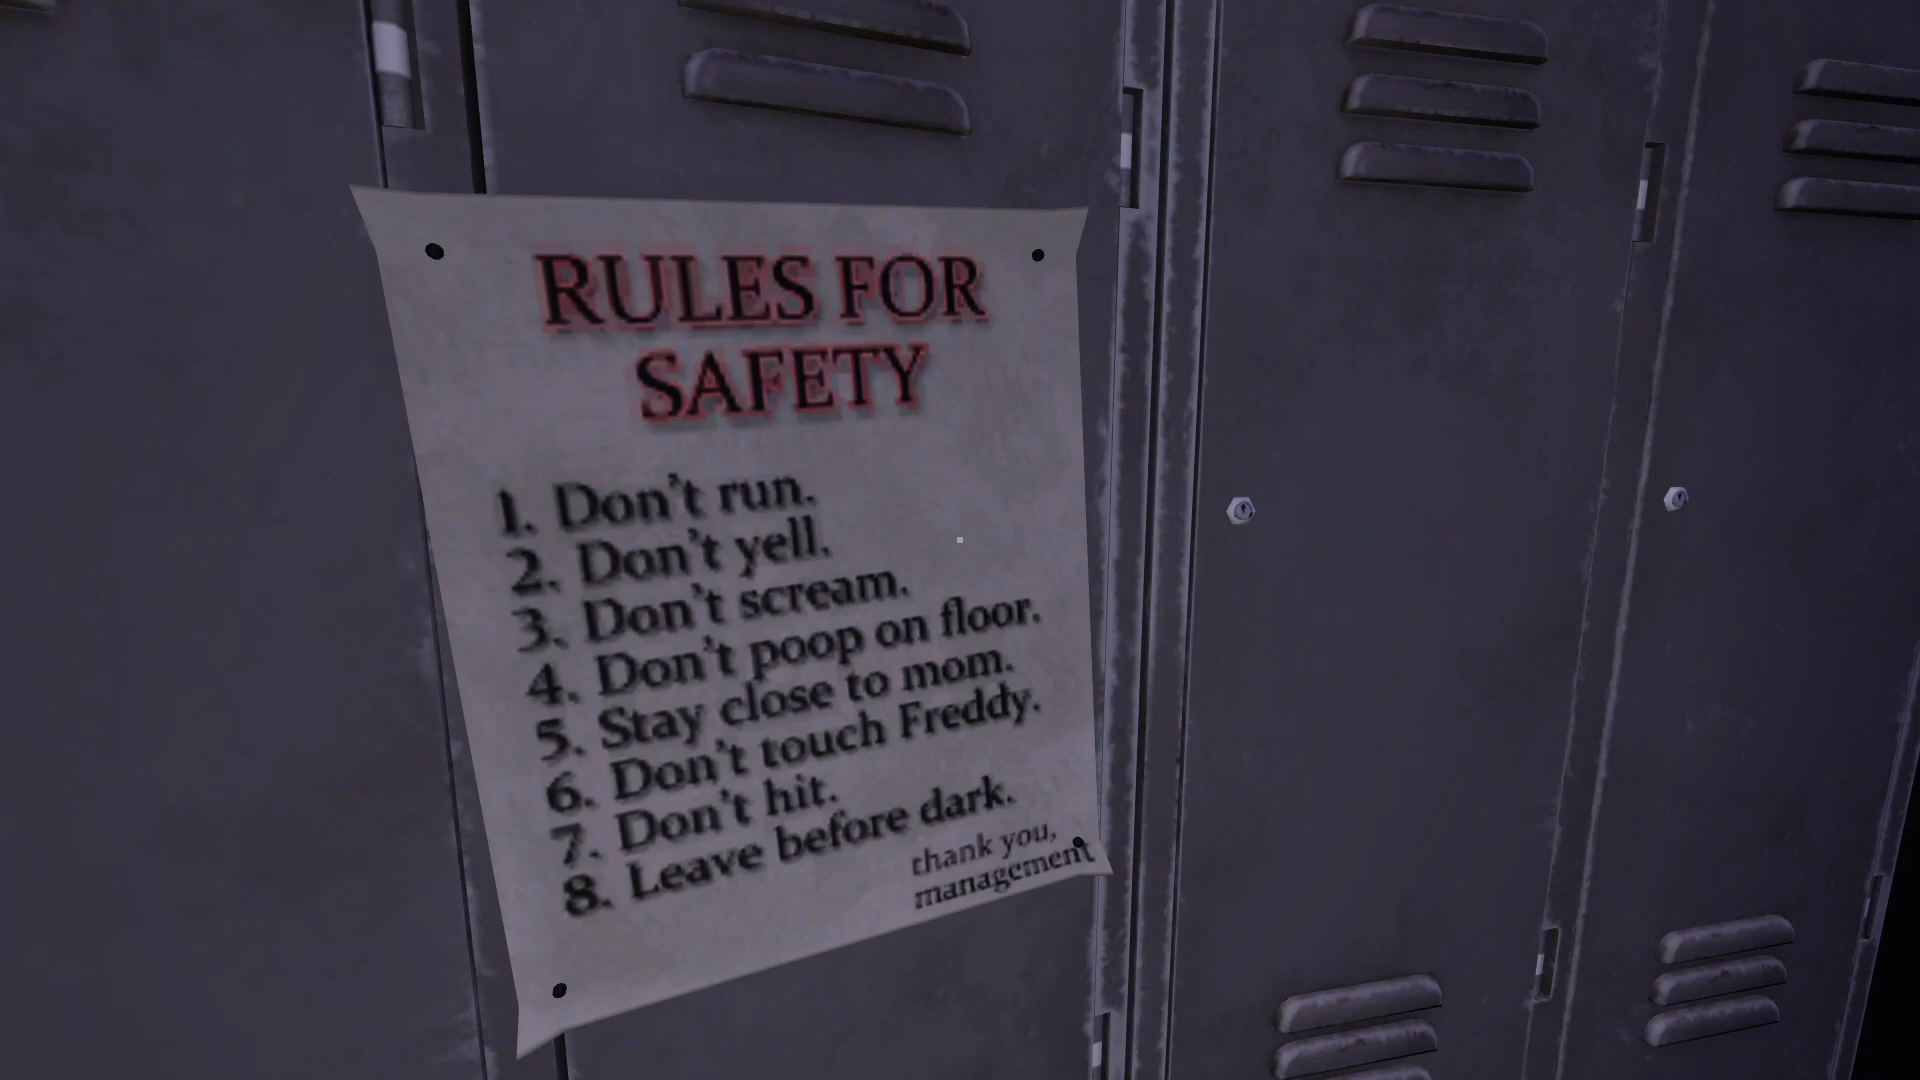 RULES FOR
SAFETY
1. Don't run.
2. Don't yell.
3. Don't scream.
4. Don't poop on floor.
5. Stay close to mom.
6. Don't touch Freddy.
7. Don't hit.
8. Leave before dark.
thank you,
management